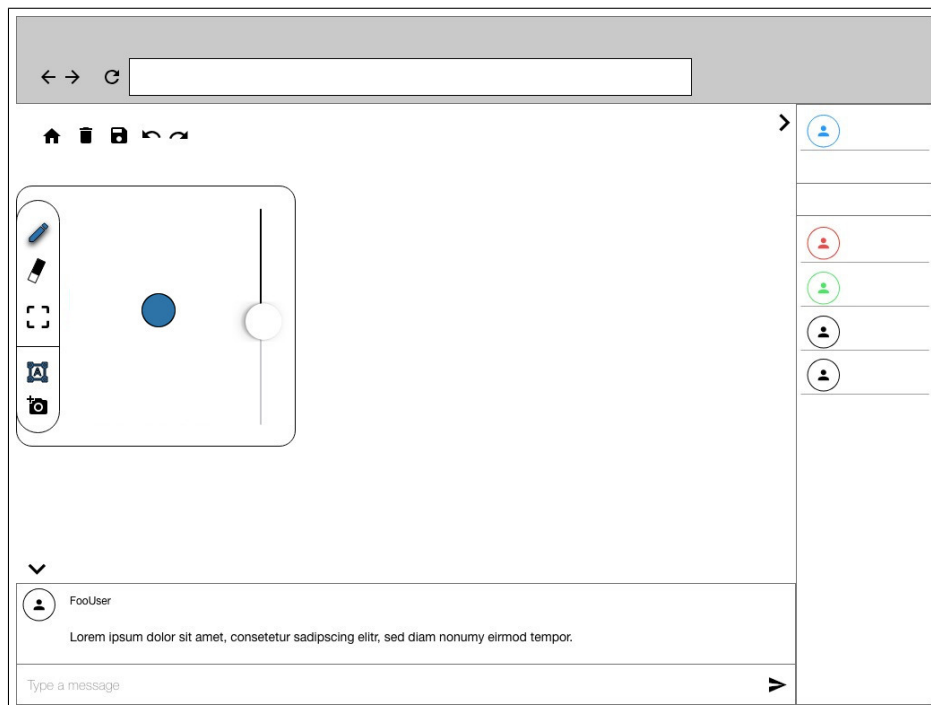 FooUser
Lorem ipsum dolor sit amet, consetetur sadipscing elitr, sed diam nonumy eirmod tempor.
Type a message